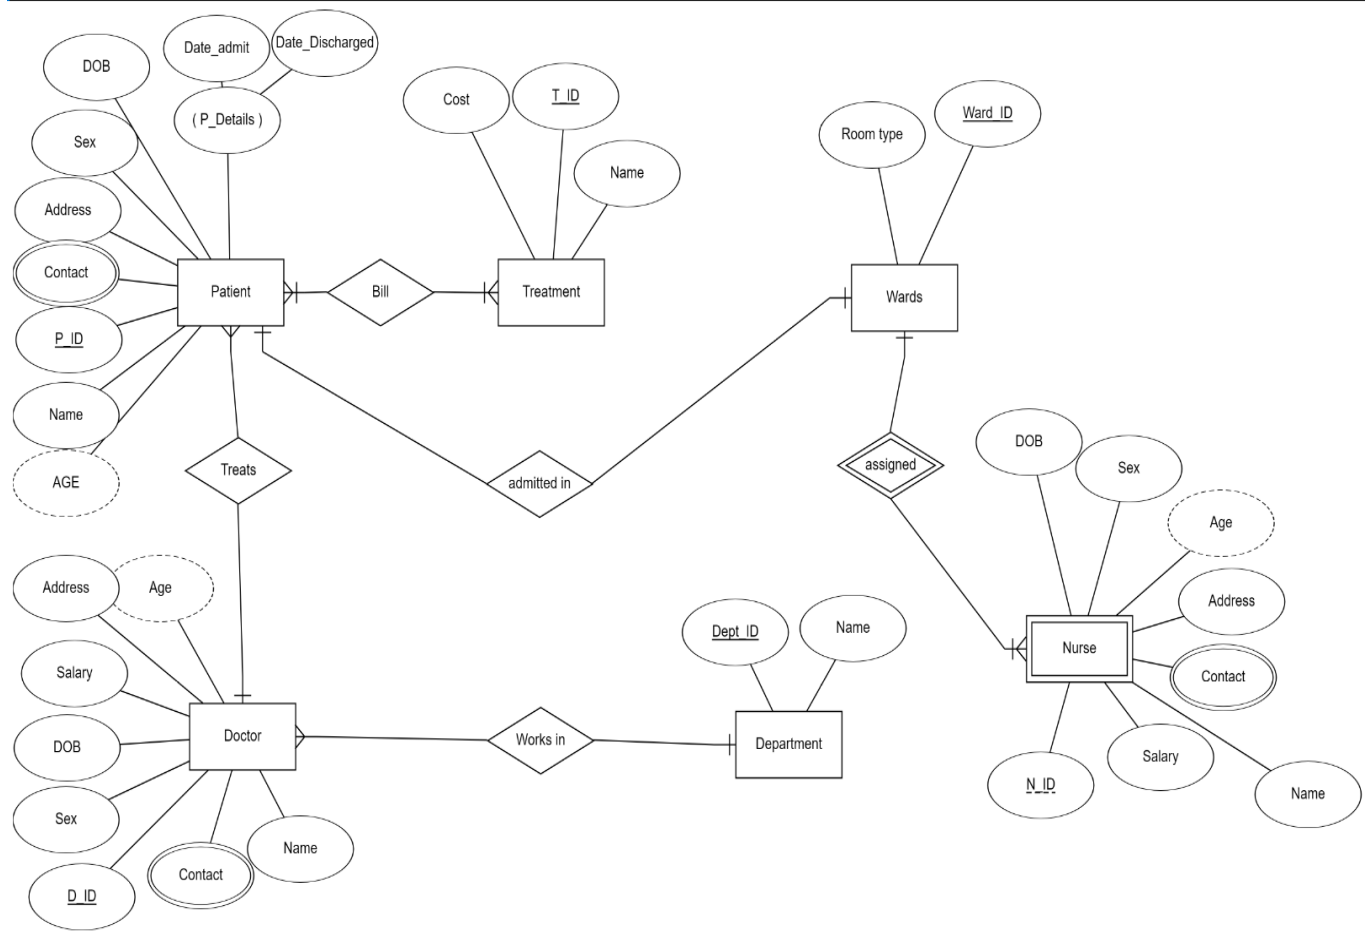 Date_admit
Date_Discharged
DOB
( P_Details )
Sex
Address
Contact
P_ID
Name
AGE
Patient
Bill
Cost
T_ID
Name
Treatment
Room type
Ward_ID
Wards
Treats
admitted in
assigned
DOB
Sex
Age
Address
Contact
Name
Salary
N_ID
Nurse
Address
Age
Salary
DOB
Sex
D_ID
Contact
Name
Doctor
Works in
Dept_ID
Name
Department